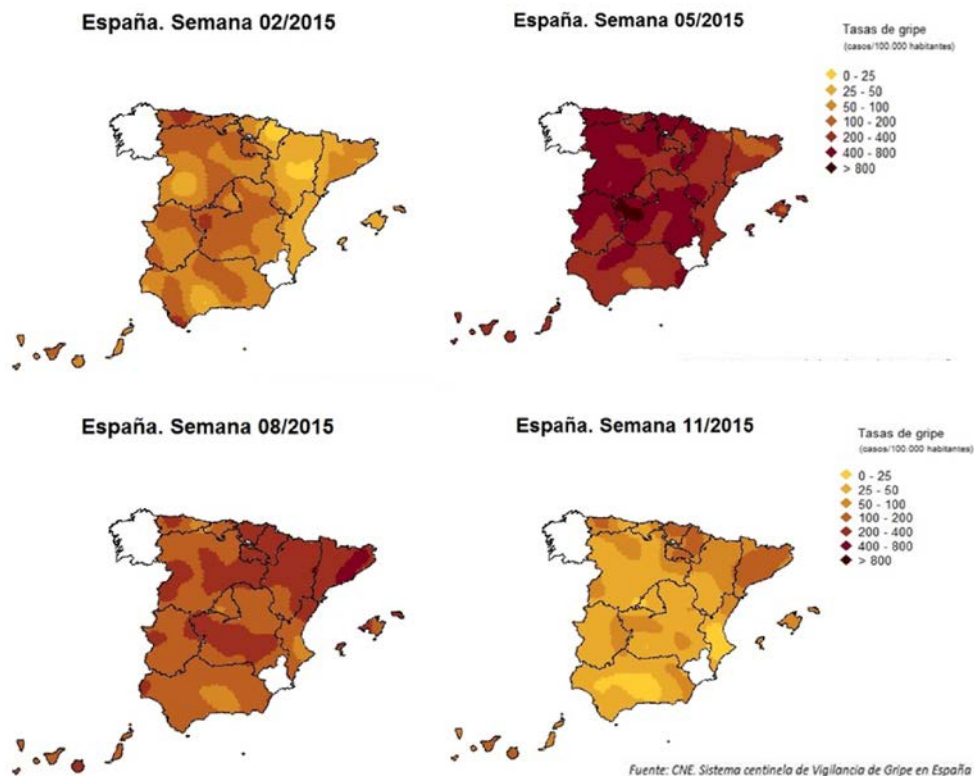 España. Semana 02/2015
España. Semana 05/2015
Tasas de gripe
(casos/100.000 habitantes)
0 - 25
25 - 50
50 - 100
100 - 200
200 - 400
400 - 800
> 800
España. Semana 08/2015
España. Semana 11/2015
Tasas de gripe
(casos/100.000 habitantes)
0 - 25
25 - 50
50 - 100
100 - 200
200 - 400
400 - 800
> 800
Fuente: CNE. Sistema centinela de Vigilancia de Gripe en España